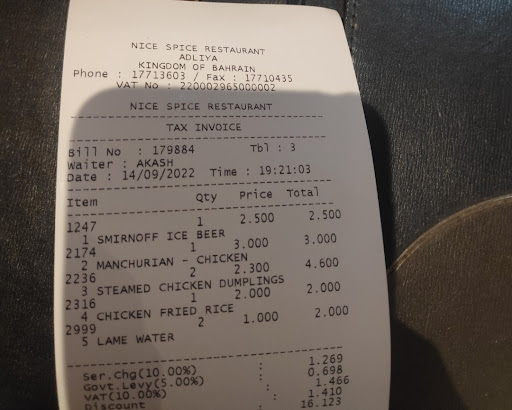 NICE SPICE RESTAURANT
ADLIYA
KINGDOM OF BAHRAIN
Phone : 17713603 / Fax : 17710435
VAT No : 220002965000002
NICE SPICE RESTAURANT
TAX INVOICE
Bill No : 179884 Tbl : 3
Waiter : AKASH
Date : 14/09/2022 Time : 19:21:03
Item Qty Price Total
1247 1 2.500 2.500
1 SMIRNOFF ICE BEER
2174 1 3.000 3.000
2 MANCHURIAN - CHICKEN
2236 2 2.300 4.600
3 STEAMED CHICKEN DUMPLINGS
2316 1 2.000 2.000
4 CHICKEN FRIED RICE
2999 2 1.000 2.000
5 LAME WATER
Ser.Chg(10.00%) : 1.269
Govt.Levy(5.00%) : 0.698
VAT(10.00%) : 1.466
Discount : 1.410
16.123